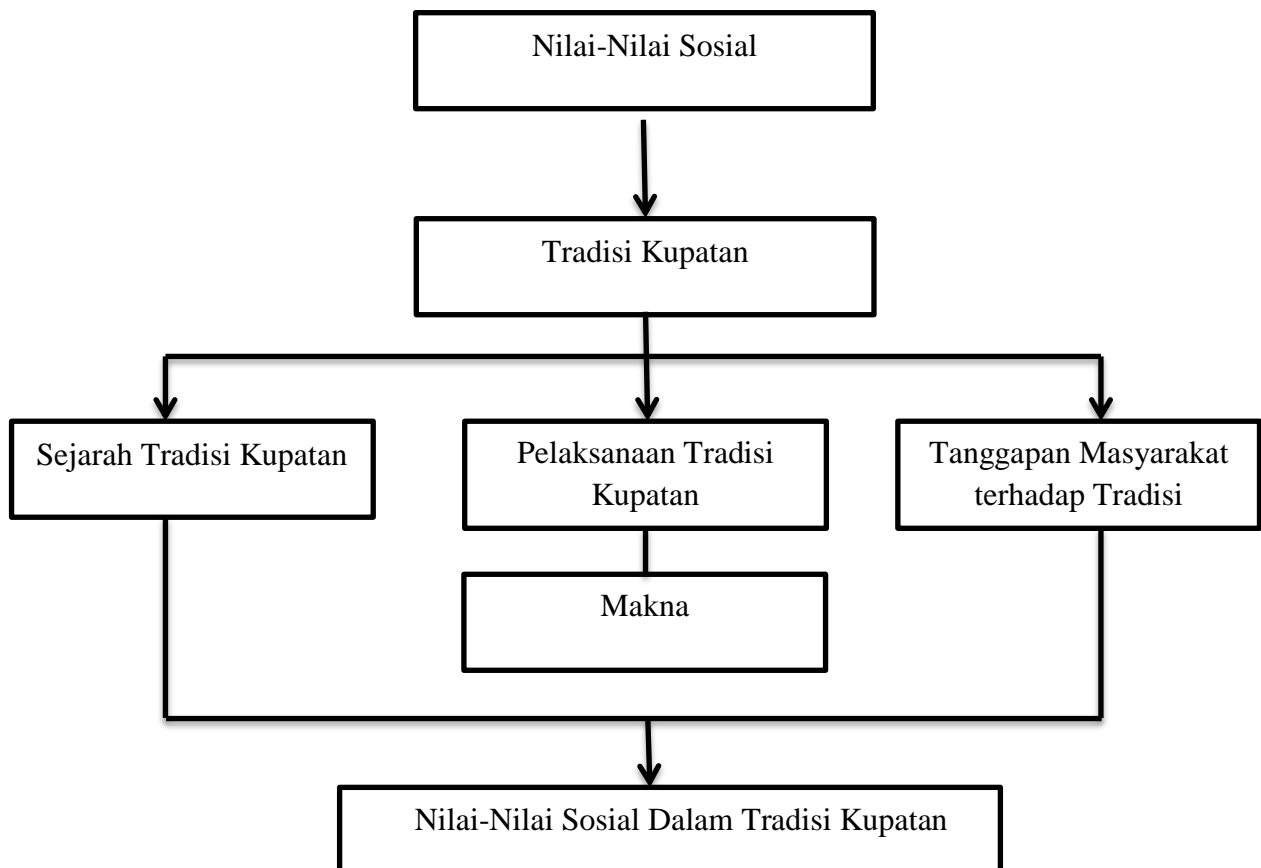 Nilai-Nilai Sosial
Tradisi Kupatan
Sejarah Tradisi Kupatan
Pelaksanaan Tradisi
Kupatan
Tanggapan Masyarakat
terhadap Tradisi
Makna
Nilai-Nilai Sosial Dalam Tradisi Kupatan